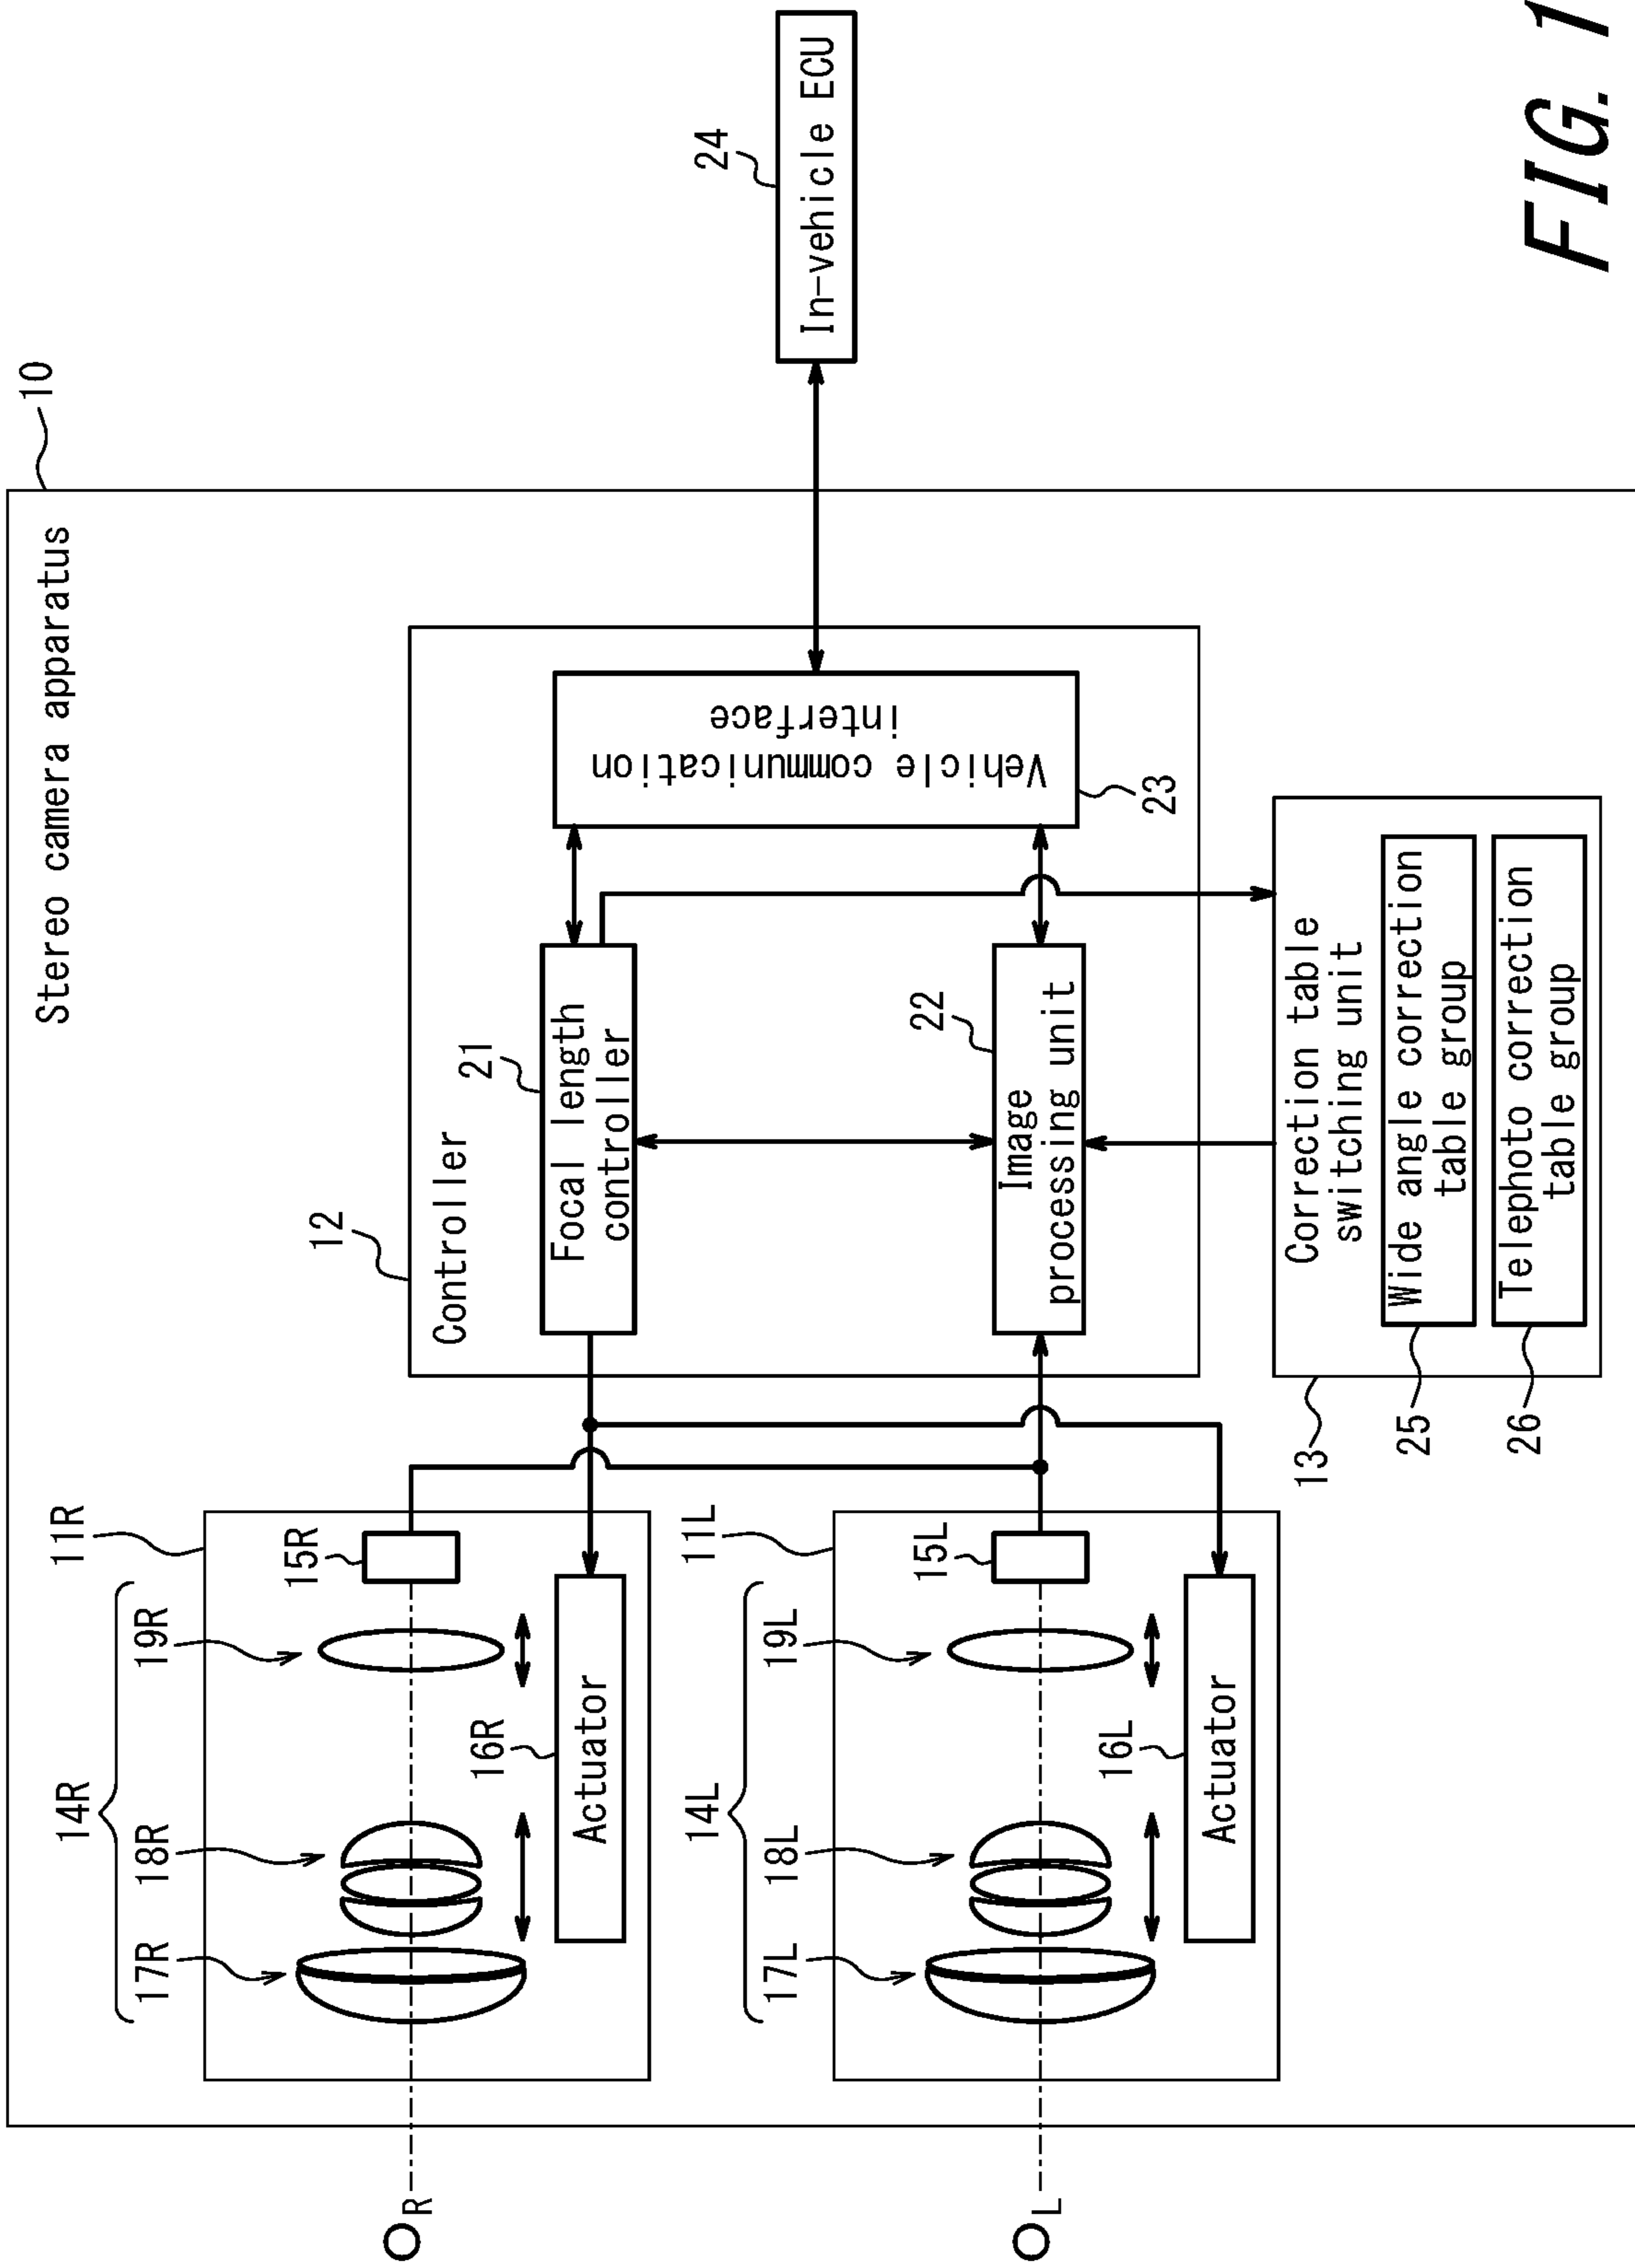 Stereo camera apparatus
10
14R
17R
18R
19R
11R
15R
16R
Actuator
O R
12
Controller
21
Focal length
controller
Vehicle communication
interface
23
24
In-vehicle ECU
14L
17L
18L
19L
11L
15L
16L
Actuator
O L
22
Image
processing unit
13
Correction table
switching unit
25
Wide angle correction
table group
26
Telephoto correction
table group
FIG. 1